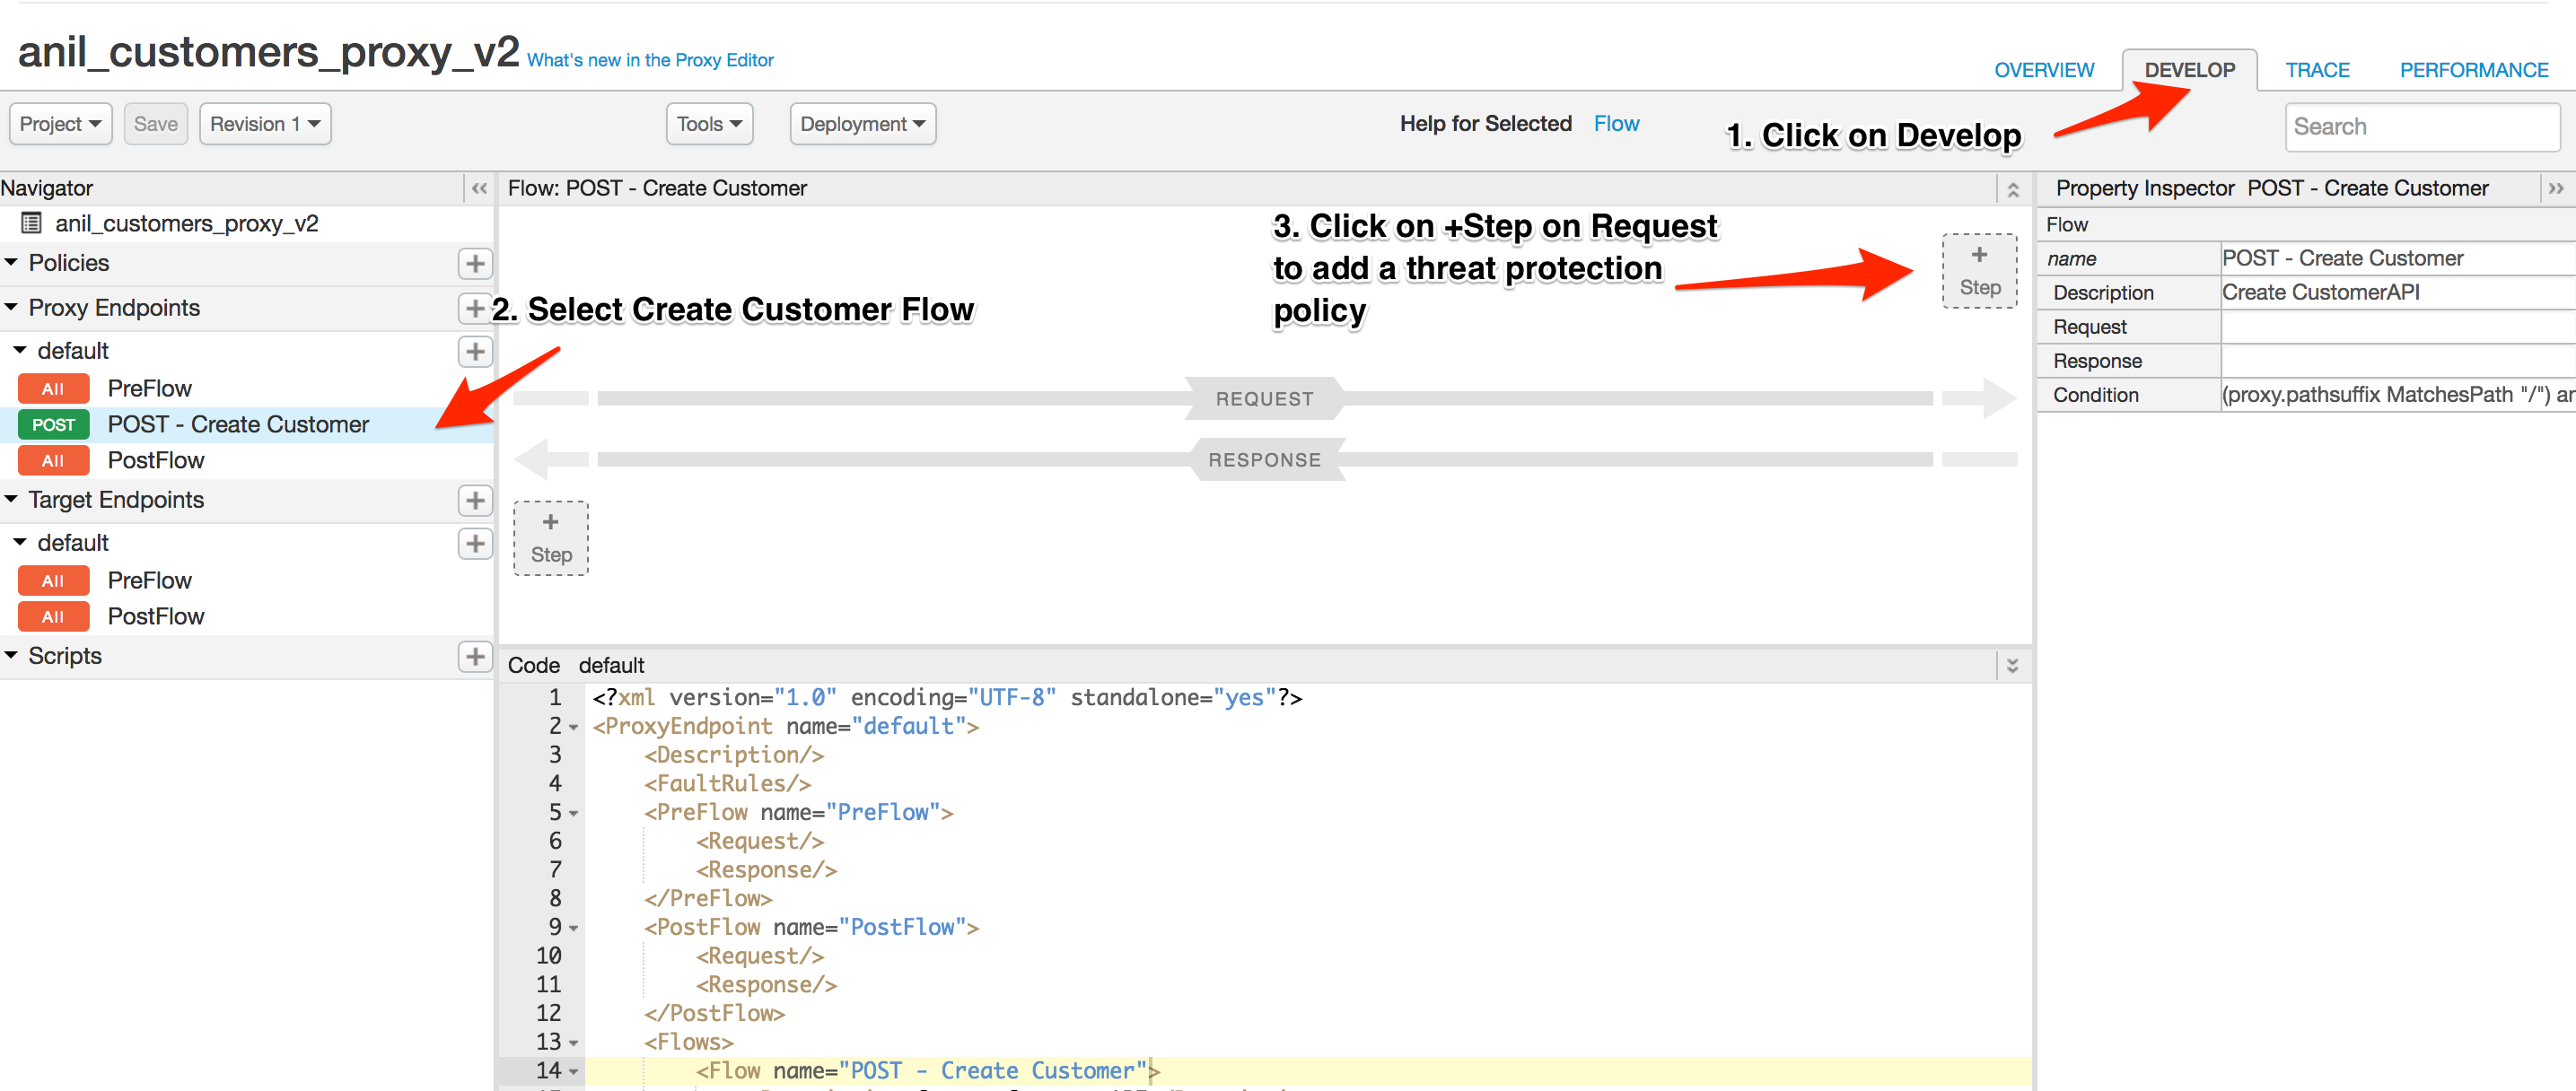 anil_customers_proxy_v2 What's new in the Proxy Editor
OVERVIEW DEVELOP TRACE PERFORMANCE
Project Save Revision 1 Tools Deployment Help for Selected Flow Search
1. Click on Develop
Navigator
anil_customers_proxy_v2
Policies
Proxy Endpoints
default
All PreFlow
POST POST - Create Customer
All PostFlow
Target Endpoints
default
All PreFlow
All PostFlow
Scripts
2. Select Create Customer Flow
Flow: POST - Create Customer
3. Click on +Step on Request
to add a threat protection
policy
+
Step
REQUEST
RESPONSE
+
Step
Property Inspector POST - Create Customer
Flow
name POST - Create Customer
Description Create CustomerAPI
Request
Response
Condition (proxy.pathsuffix MatchesPath "/") an
Code default
1 <?xml version="1.0" encoding="UTF-8" standalone="yes"?>
2 <ProxyEndpoint name="default">
3 <Description/>
4 <FaultRules/>
5 <PreFlow name="PreFlow">
6 <Request/>
7 <Response/>
8 </PreFlow>
9 <PostFlow name="PostFlow">
10 <Request/>
11 <Response/>
12 </PostFlow>
13 <Flows>
14 <Flow name="POST - Create Customer">